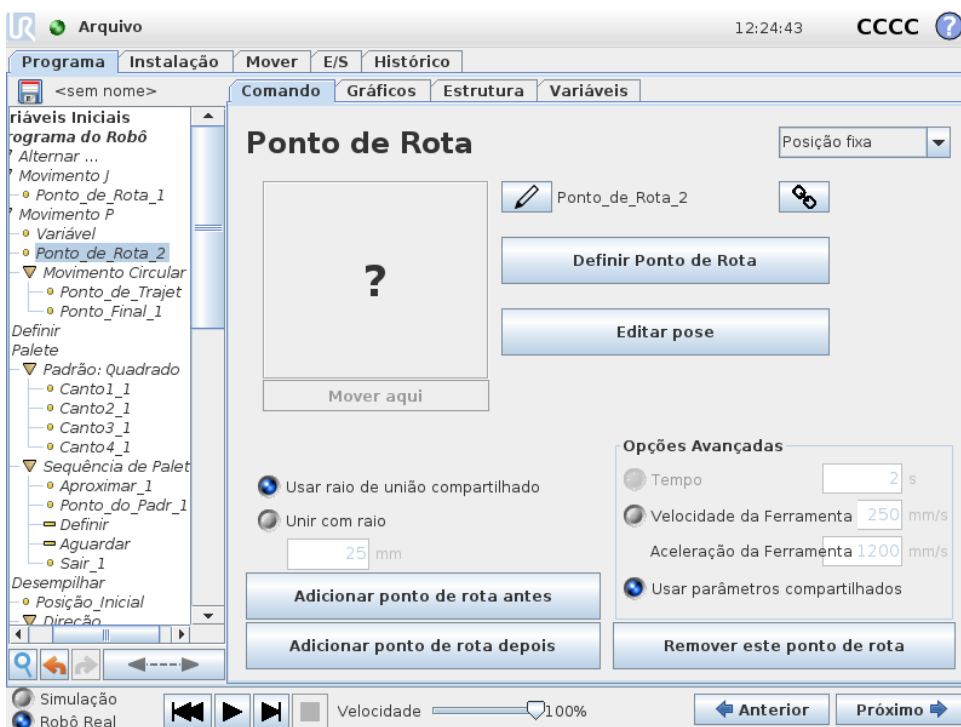 UR Arquivo 12:24:43 CCCC ?
Programa Instalação Mover E/S Histórico
<sem nome> Comando Gráficos Estrutura Variáveis
riáveis Iniciais
rograma do Robô
Alternar ...
Movimento J
Ponto_de_Rota_1
Movimento P
Variável
Ponto_de_Rota_2
Movimento Circular
Ponto_de_Trajet
Ponto_Final_1
Definir
Palete
Padrão: Quadrado
Canto1_1
Canto2_1
Canto3_1
Canto4_1
Sequência de Palet
Aproximar_1
Ponto_do_Padr_1
Definir
Aguardar
Sair_1
Desempilhar
Posição_Inicial
Direção
Ponto de Rota
Posição fixa
Ponto_de_Rota_2
?
Definir Ponto de Rota
Editar pose
Mover aqui
Usar raio de união compartilhado
Unir com raio
25 mm
Opções Avançadas
Tempo 2 s
Velocidade da Ferramenta 250 mm/s
Aceleração da Ferramenta 1200 mm/s
Usar parâmetros compartilhados
Adicionar ponto de rota antes
Adicionar ponto de rota depois
Remover este ponto de rota
Simulação
Robô Real
Velocidade 100%
Anterior
Próximo